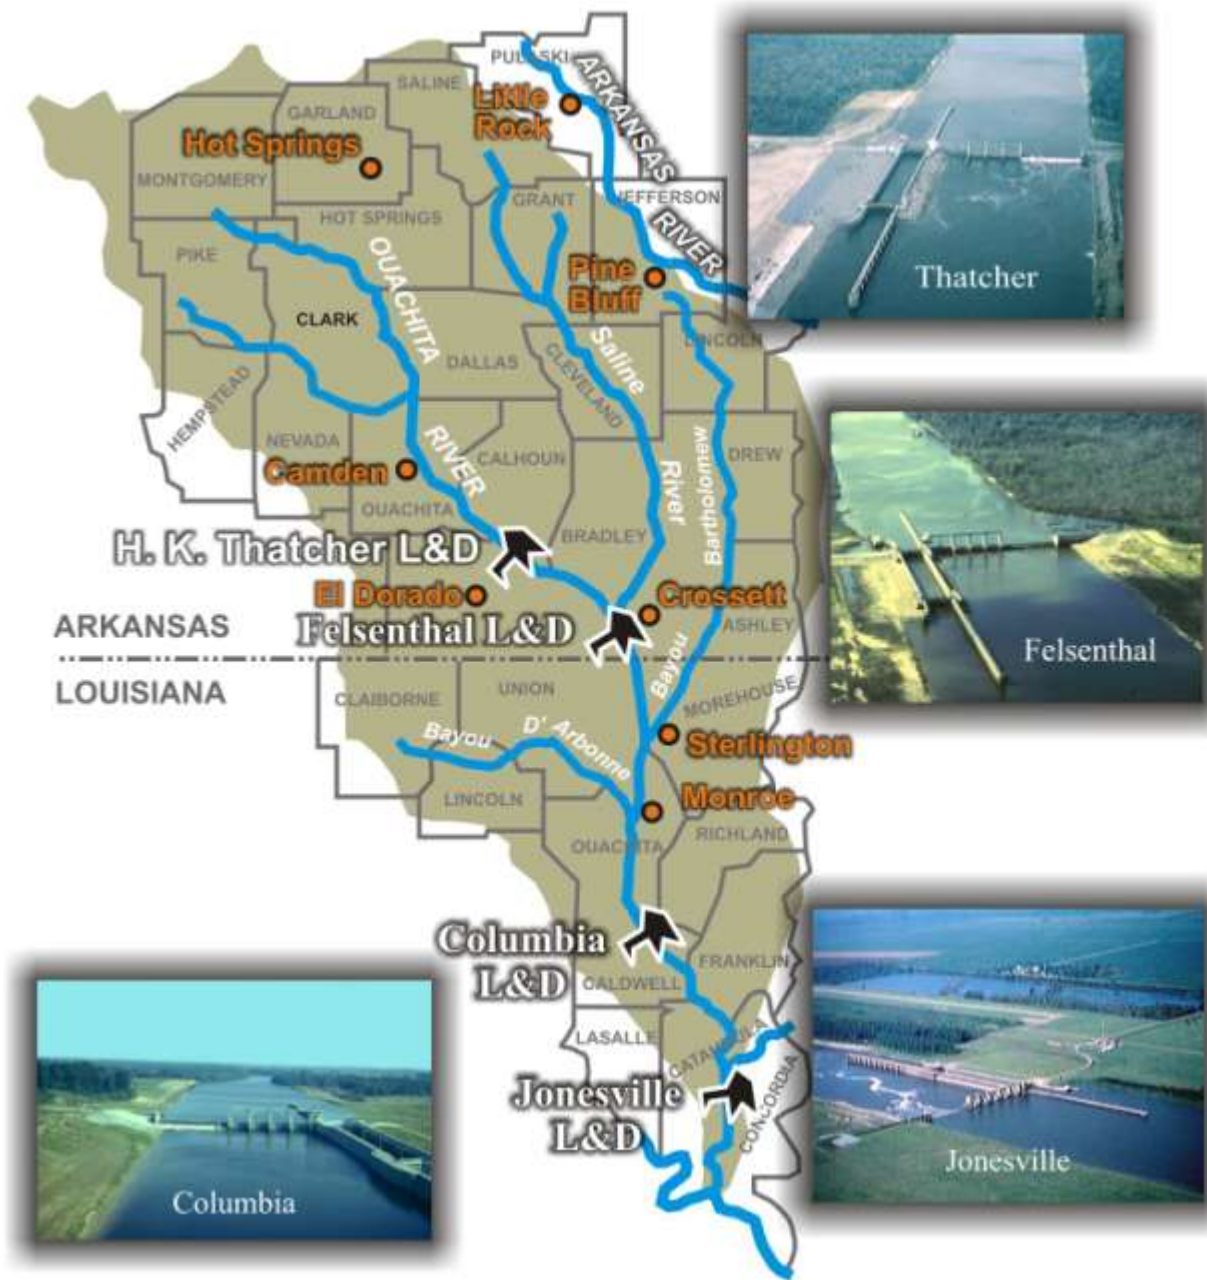 PULASKI
SALINE
ARKANSAS
RIVER
Little
Rock
GARLAND
Hot Springs
MONTGOMERY
GRANT
JEFFERSON
HOT SPRINGS
PIKE
OUACHITA
RIVER
Pine
Bluff
Thatcher
CLARK
Saline
River
LINCOLN
DALLAS
CLEVELAND
HEMPSTEAD
NEVADA
CALHOUN
Camden
DREW
Bartholomew
Bayou
OUACHITA
BRADLEY
H. K. Thatcher L&D
El Dorado
Crossett
ARKANSAS
Felsenthal L&D
ASHLEY
Felsenthal
LOUISIANA
CLAIBORNE
UNION
MOREHOUSE
Bayou D' Arbonne
Sterlington
LINCOLN
Monroe
RICHLAND
OUACHITA
Columbia
L&D
FRANKLIN
CALDWELL
LASALLE
CATAHOULA
CONCORDIA
Jonesville
L&D
Jonesville
Columbia